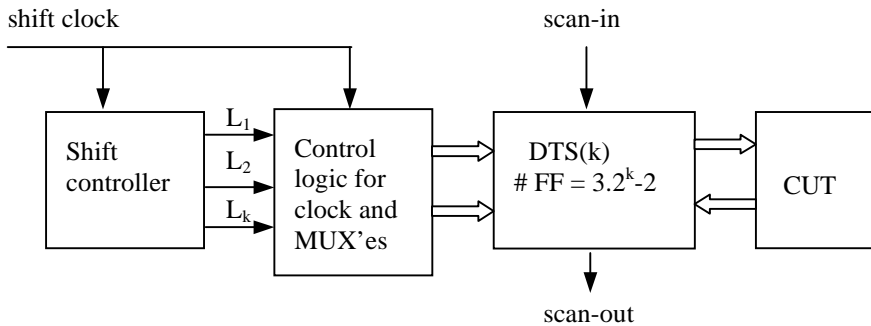 shift clock
scan-in
Shift
controller
L₁
L₂
Lₖ
Control
logic for
clock and
MUX'es
DTS(k)
# FF = 3.2ᵏ-2
CUT
scan-out